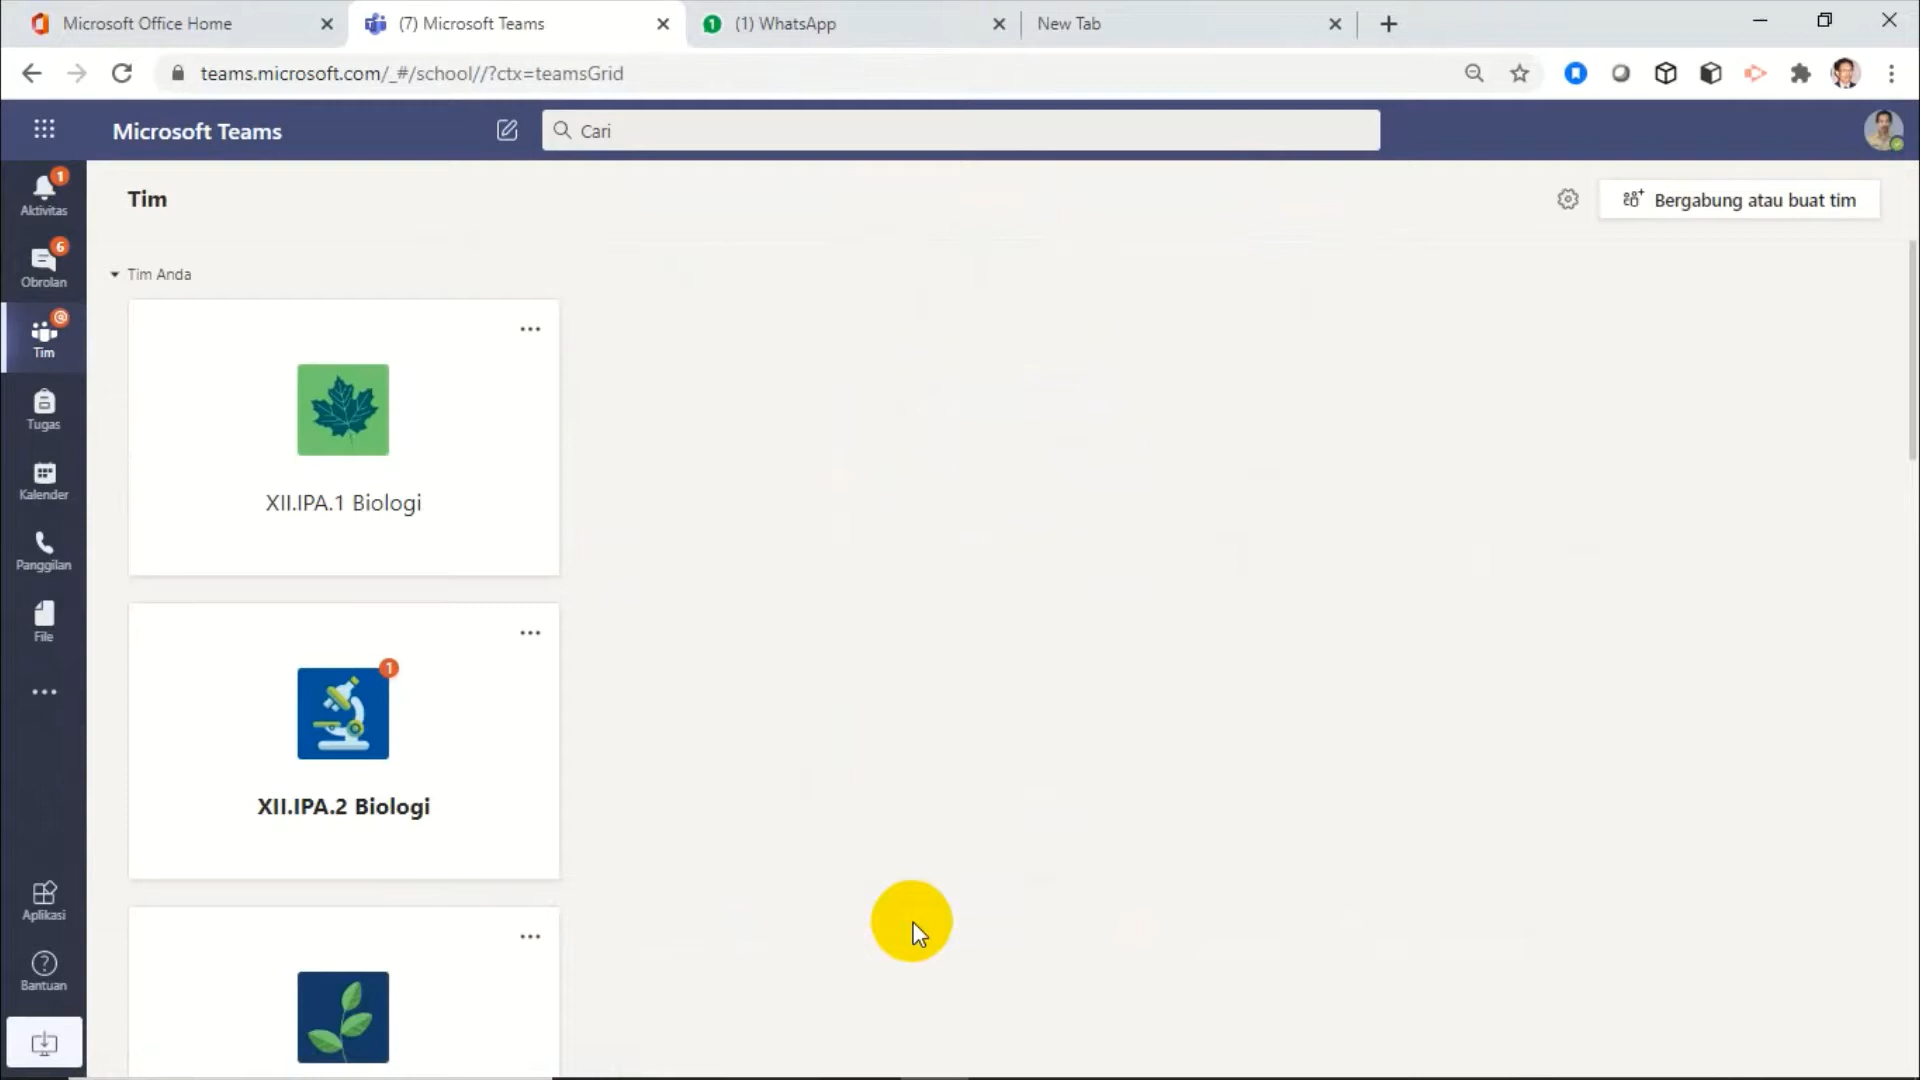 Microsoft Office Home
(7) Microsoft Teams
1
(1) WhatsApp
New Tab
teams.microsoft.com/_#/school//?ctx=teamsGrid
Microsoft Teams
Cari
1
Aktivitas
6
Obrolan
@
Tim
Tugas
Kalender
Panggilan
File
Aplikasi
Bantuan
Tim
Bergabung atau buat tim
Tim Anda
XII.IPA.1 Biologi
1
XII.IPA.2 Biologi